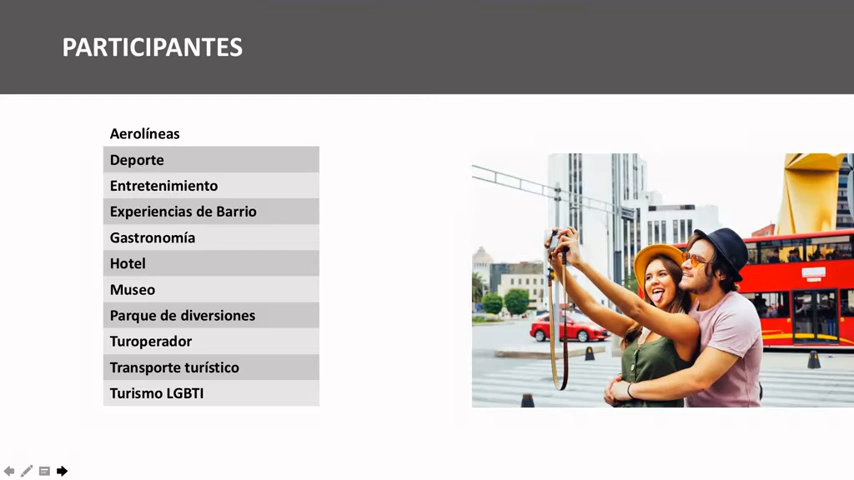 PARTICIPANTES
Aerolíneas
Deporte
Entretenimiento
Experiencias de Barrio
Gastronomía
Hotel
Museo
Parque de diversiones
Turoperador
Transporte turístico
Turismo LGBTI